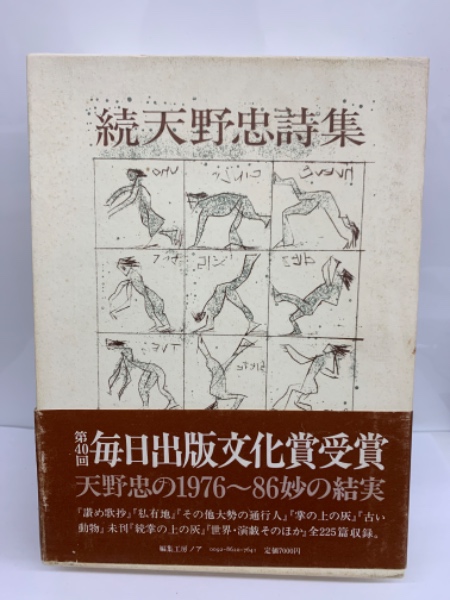 続天野忠詩集
第40回
毎日出版文化賞受賞
天野忠の1976〜86妙の結実
『讃め歌抄』『私有地』『その他大勢の通行人』『掌の上の灰』『古い
動物』未刊『続掌の上の灰』『世界・演戯そのほか』全225篇収録。
編集工房ノア
定価7000円